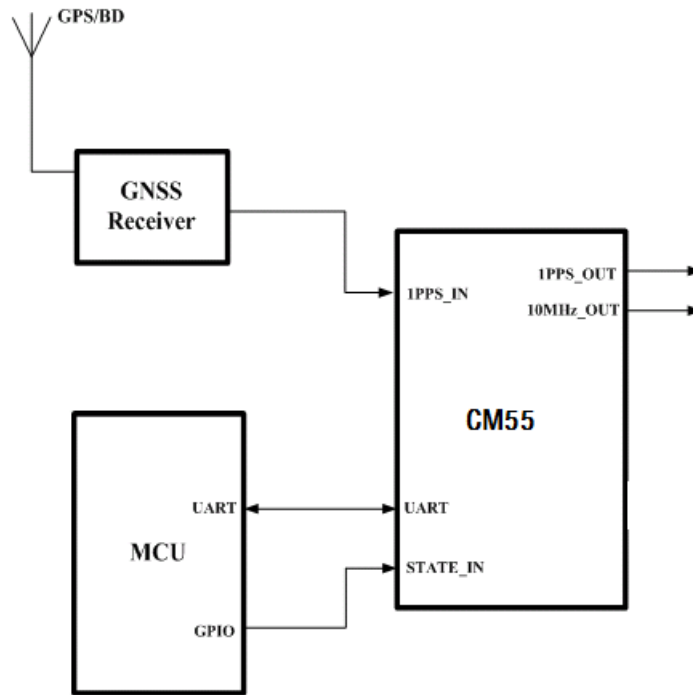 GPS/BD
GNSS
Receiver
1PPS_IN
1PPS_OUT
10MHz_OUT
CM55
UART
STATE_IN
UART
MCU
GPIO